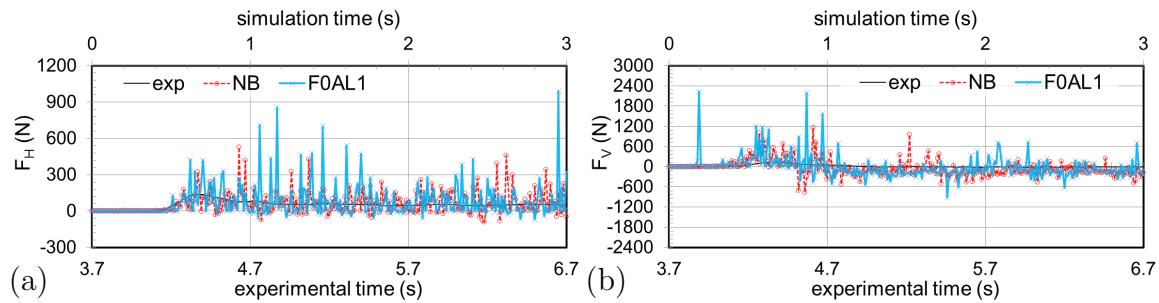 simulation time (s)
0 1 2 3
1200
900
600
300
0
-300
F_H (N)
exp NB F0AL1
3.7 4.7 5.7 6.7
experimental time (s)
(a)
simulation time (s)
0 1 2 3
3000
2400
1800
1200
600
0
-600
-1200
-1800
-2400
F_V (N)
exp NB F0AL1
3.7 4.7 5.7 6.7
experimental time (s)
(b)